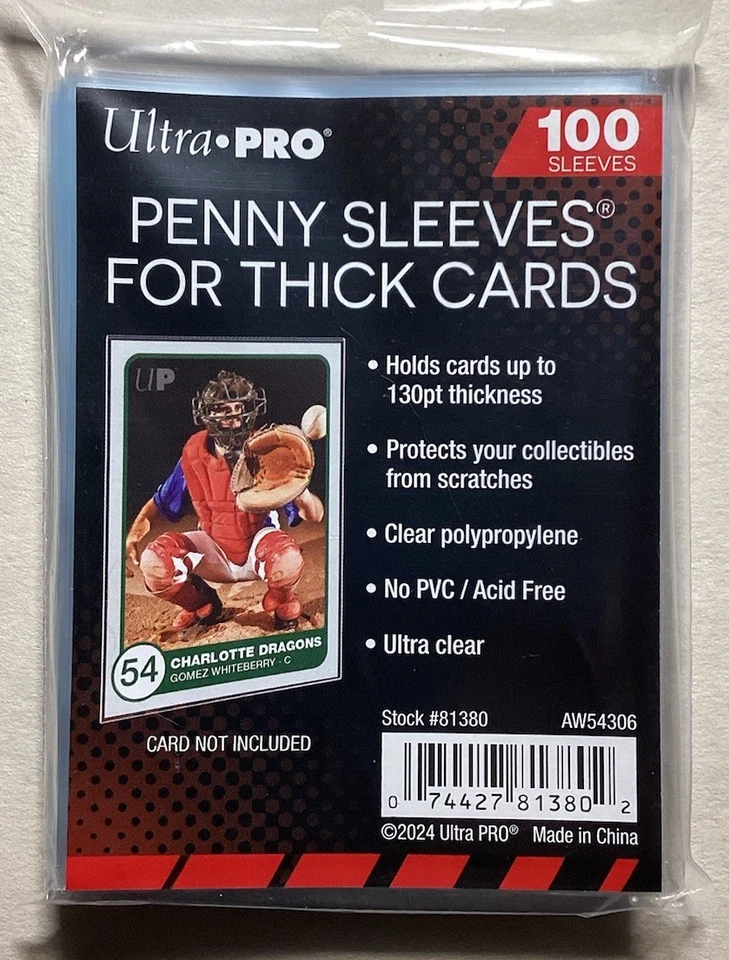 Ultra•PRO®
100
SLEEVES
PENNY SLEEVES®
FOR THICK CARDS
UP
54
CHARLOTTE DRAGONS
GOMEZ WHITEBERRY - C
CARD NOT INCLUDED
• Holds cards up to
130pt thickness
• Protects your collectibles
from scratches
• Clear polypropylene
• No PVC / Acid Free
• Ultra clear
Stock #81380 AW54306
0 74427 81380 2
©2024 Ultra PRO® Made in China